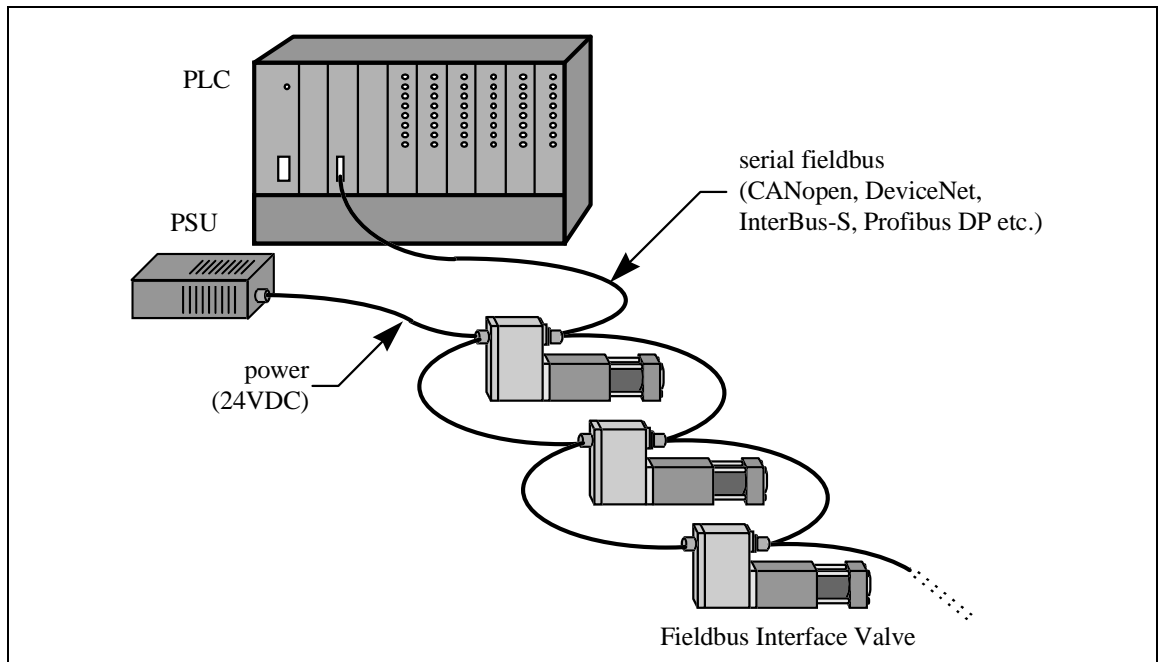 PLC
serial fieldbus
(CANopen, DeviceNet,
InterBus-S, Profibus DP etc.)
PSU
power
(24VDC)
Fieldbus Interface Valve